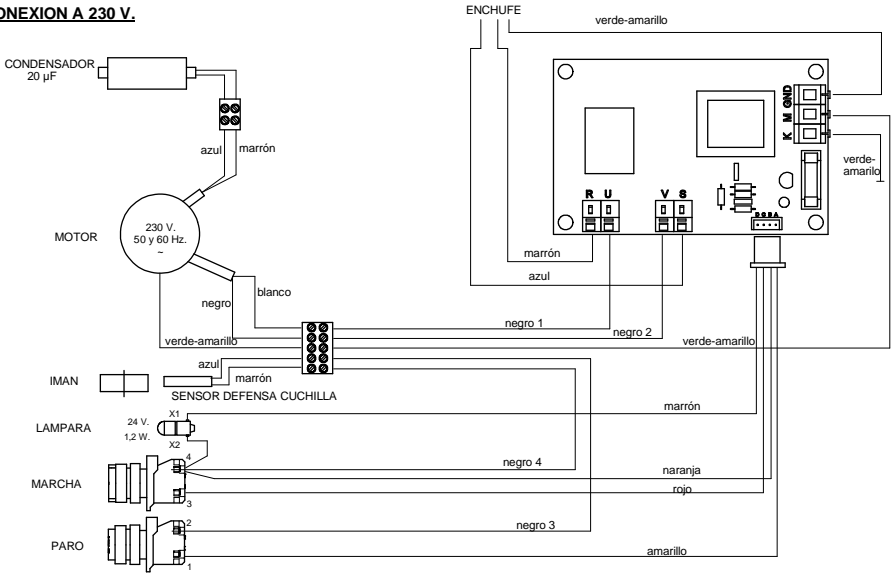 ONEXION A 230 V.
ENCHUFE
verde-amarillo
CONDENSADOR
20 µF
azul
marrón
GND
M
K
verde-
amarilo
R U
V S
D G B A
MOTOR
230 V.
50 y 60 Hz.
~
marrón
azul
blanco
negro
negro 1
negro 2
verde-amarillo
verde-amarillo
azul
marrón
IMAN
SENSOR DEFENSA CUCHILLA
marrón
LAMPARA
24 V.
1,2 W.
X1
X2
4
negro 4
naranja
MARCHA
rojo
3
2
negro 3
PARO
amarillo
1